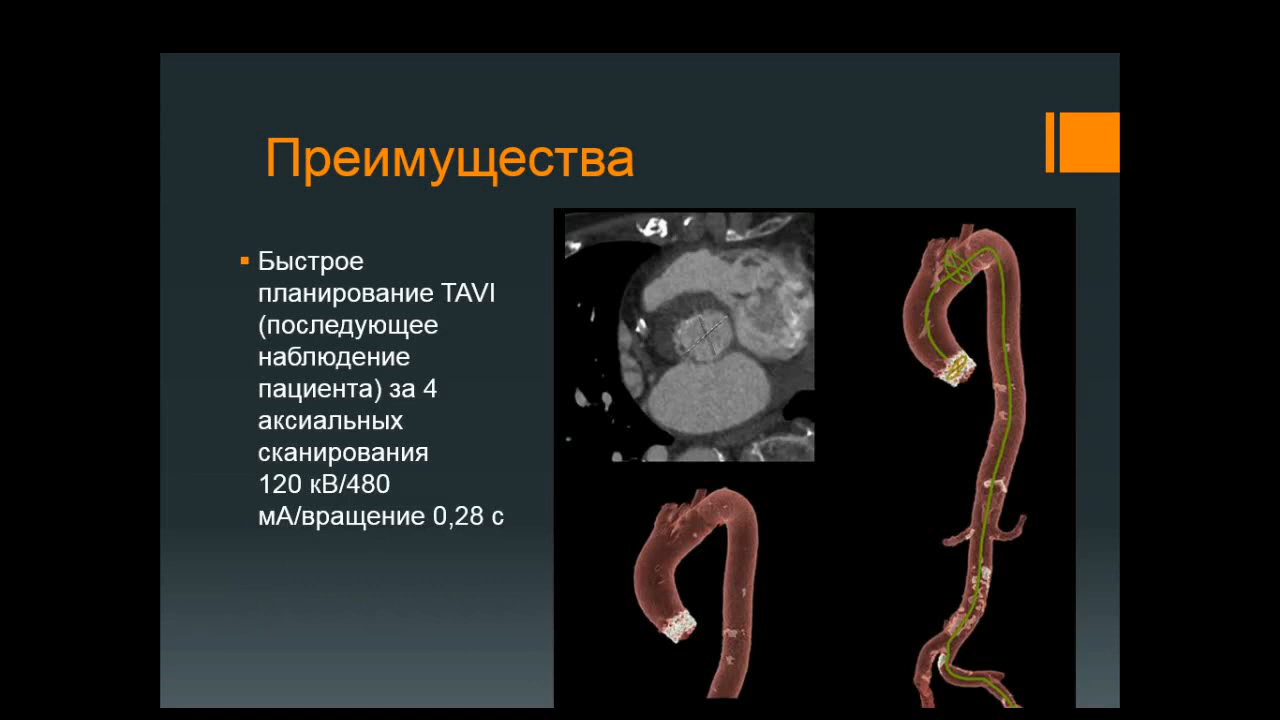 Преимущества
Быстрое
планирование TAVI
(последующее
наблюдение
пациента) за 4
аксиальных
сканирования
120 кВ/480
мА/вращение 0,28 с